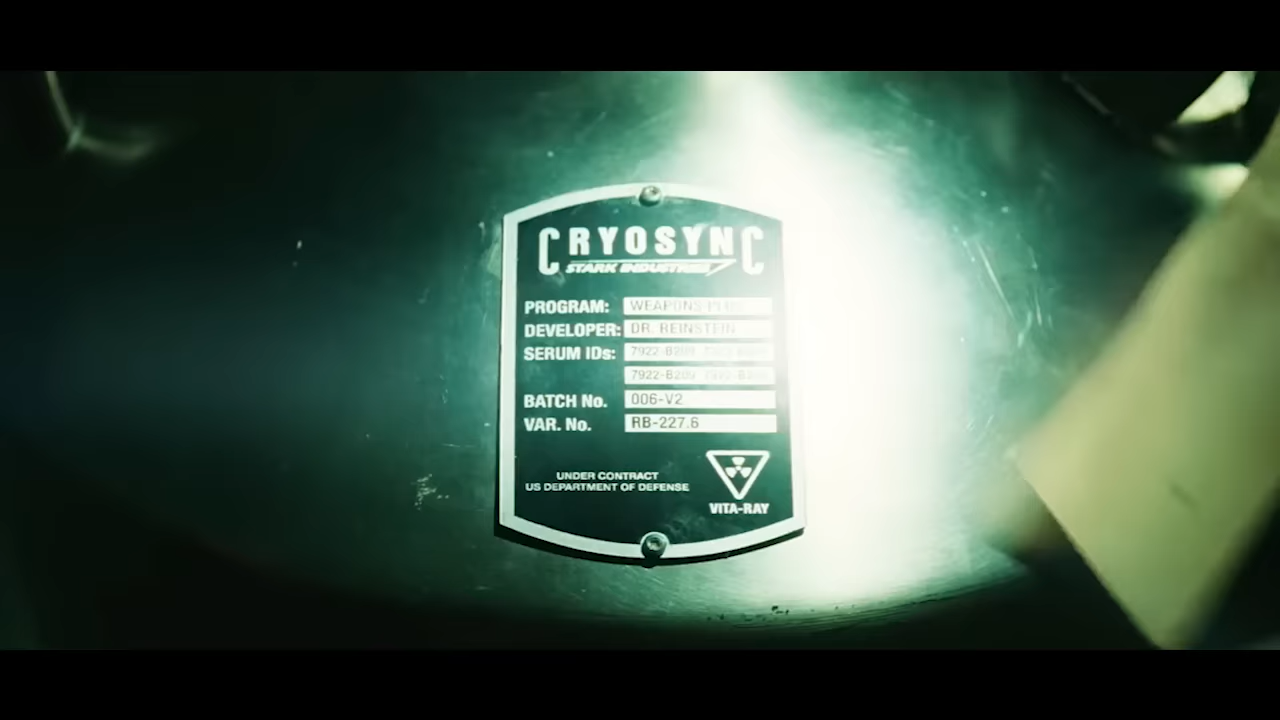 CRYOSYNC
STARK INDUSTRIES
PROGRAM: WEAPONS PLUS
DEVELOPER: DR. REINSTEIN
SERUM IDs: 7922-B209
7922-B209
BATCH No. 006-V2
VAR. No. RB-227.6
UNDER CONTRACT
US DEPARTMENT OF DEFENSE
VITA-RAY